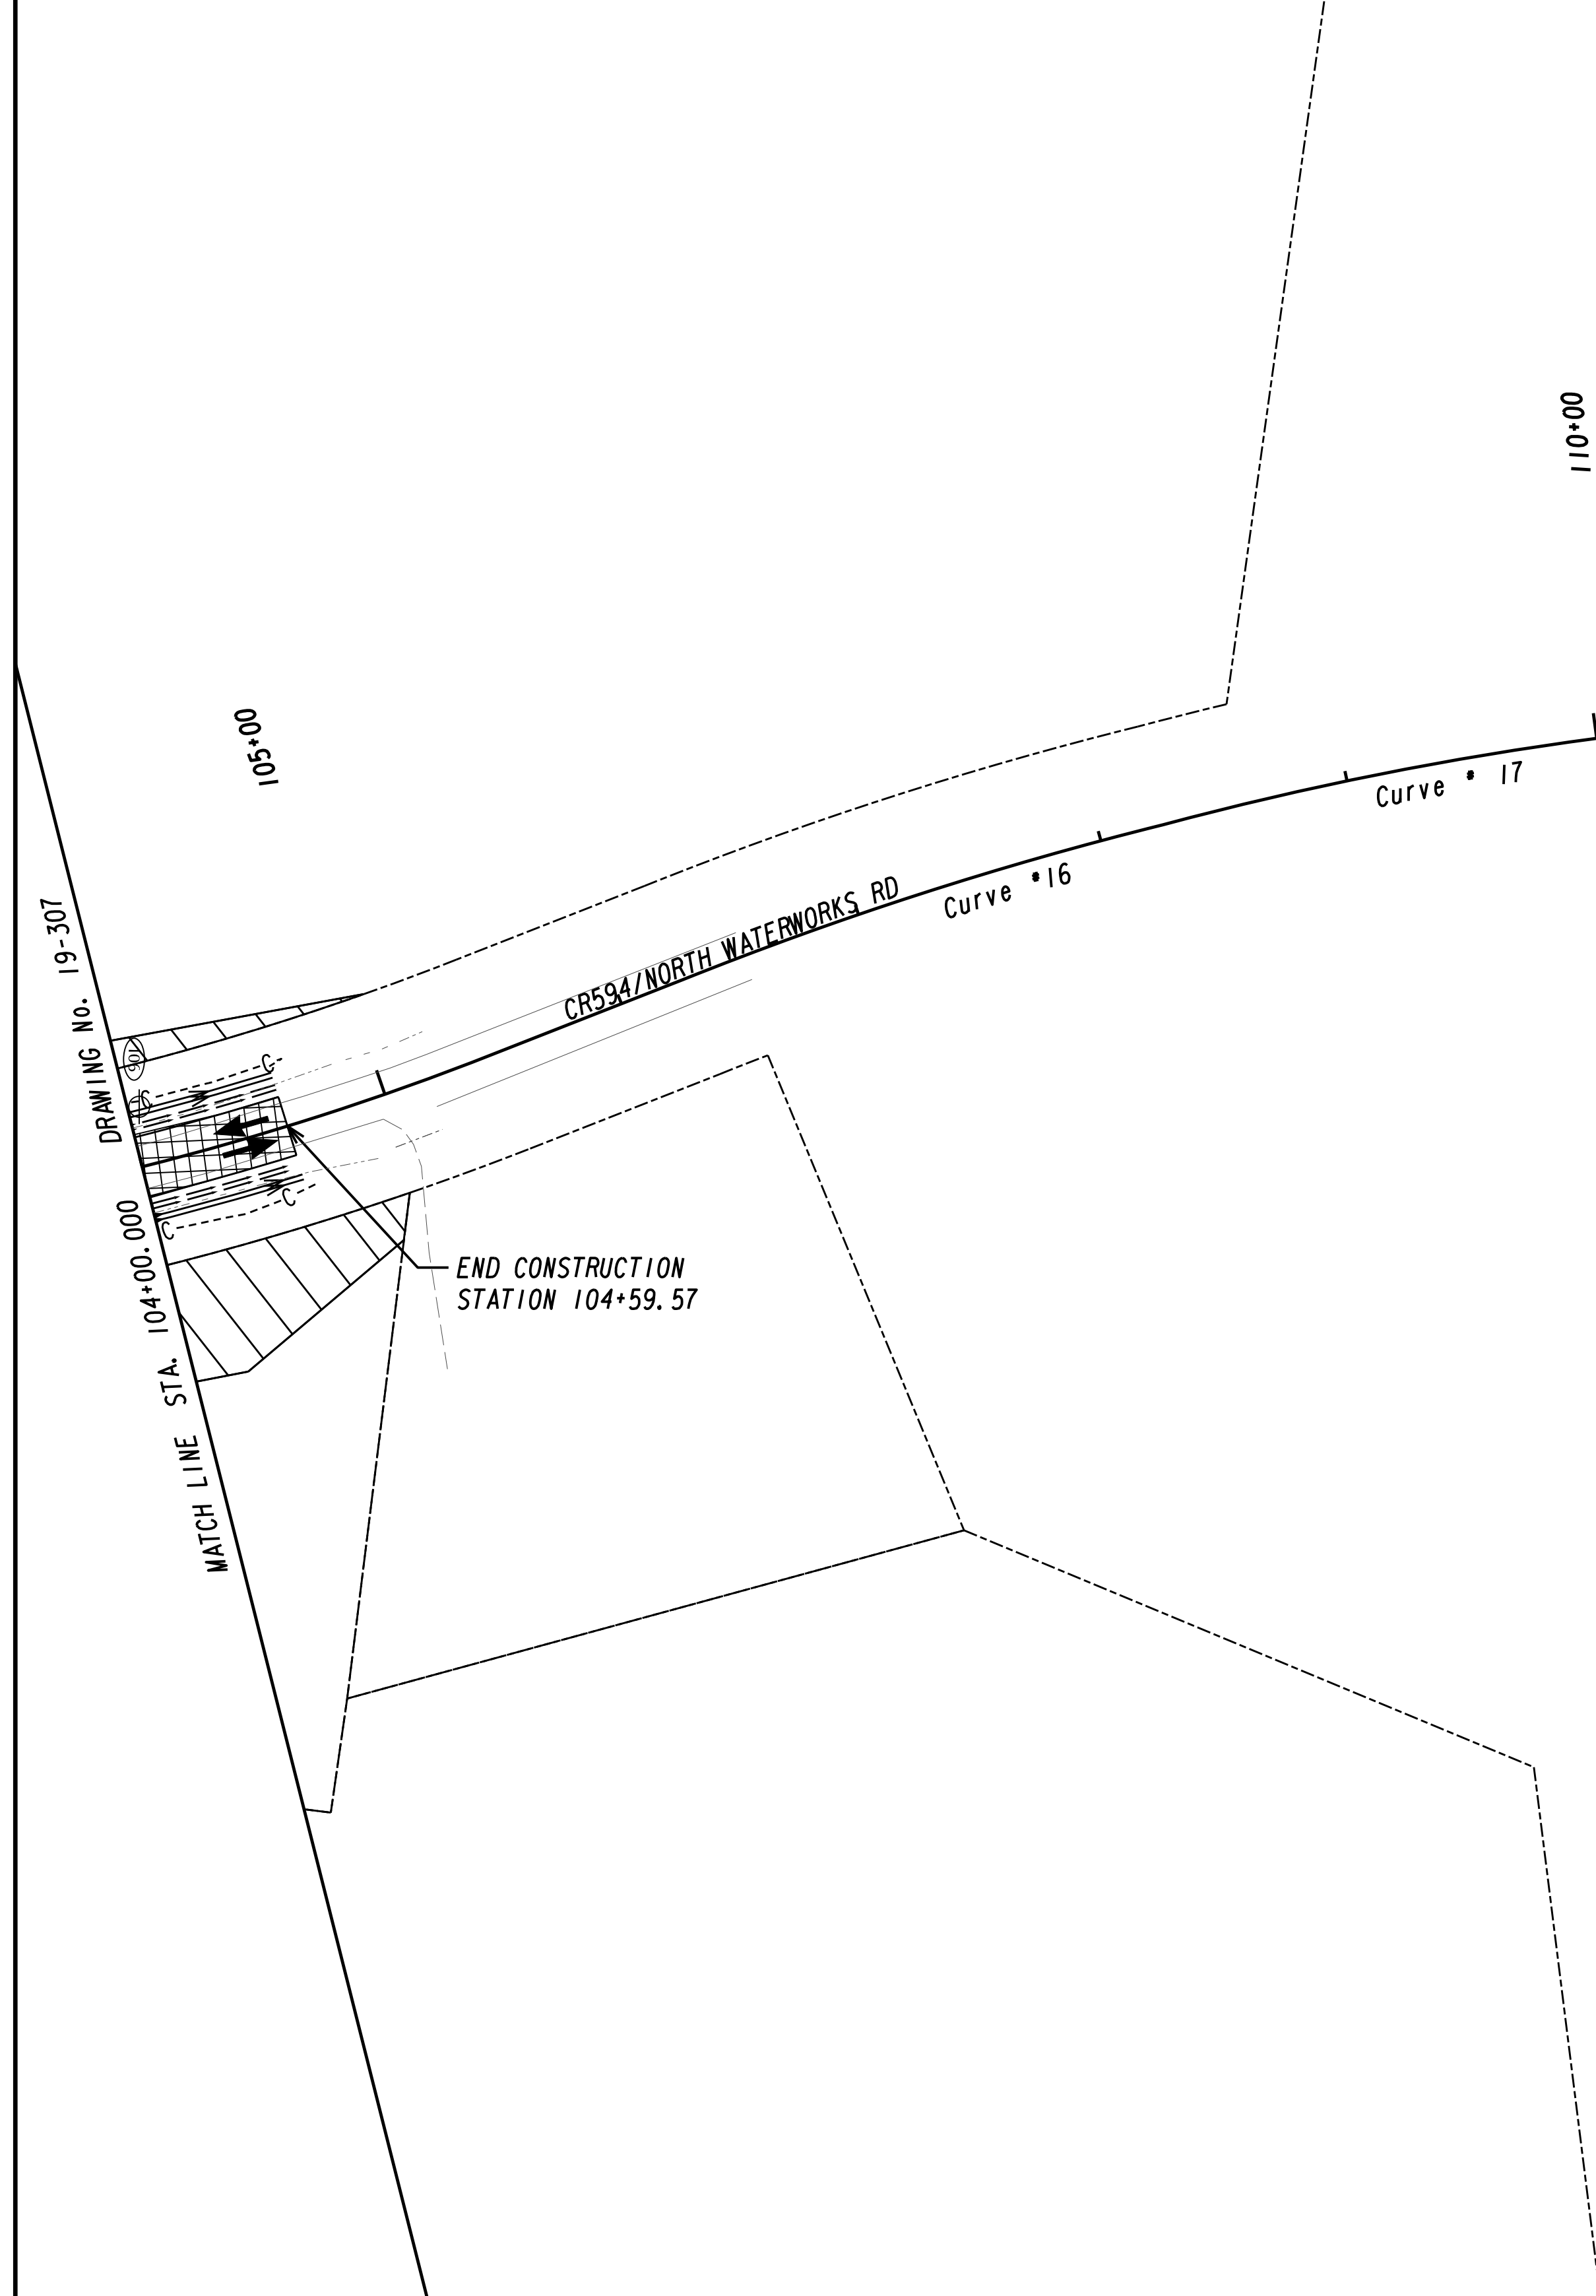 110+00
105+00
Curve # 17
Curve #16
CR594/NORTH WATERWORKS RD
DRAWING No. 19-307
106
C
C
W
W
C
C
END CONSTRUCTION
STATION 104+59.57
MATCH LINE STA. 104+00.000